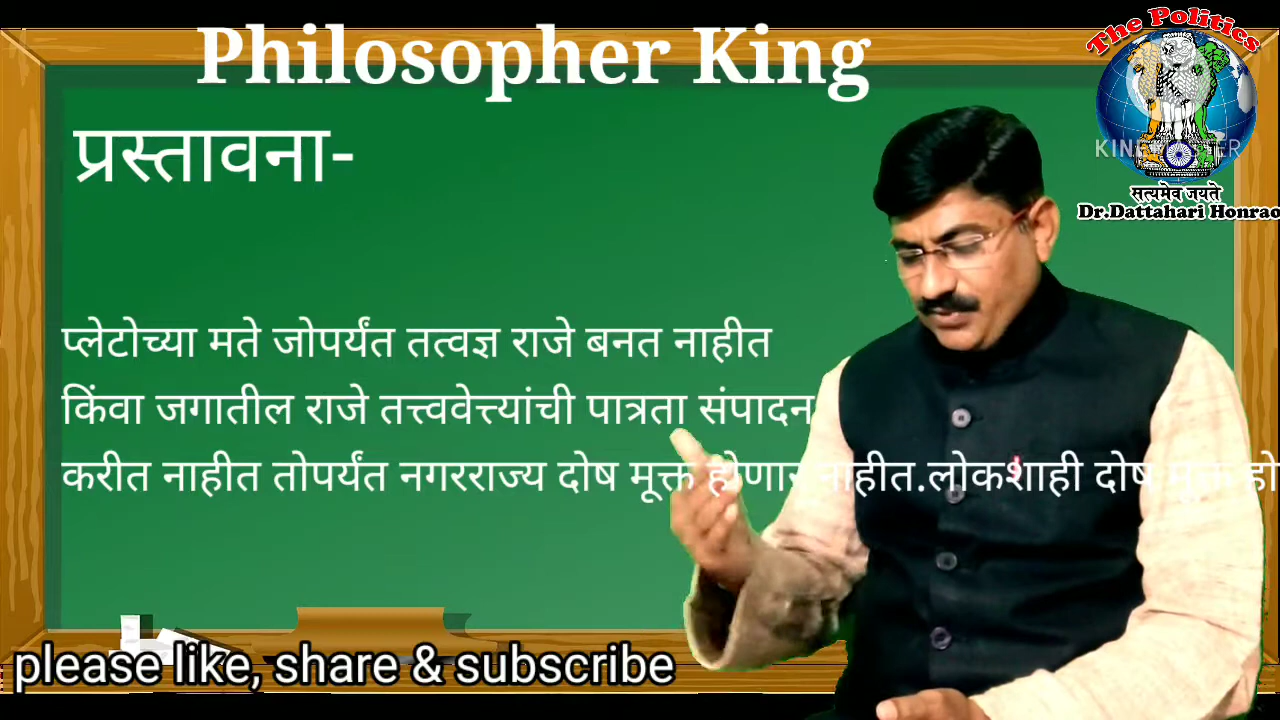 Philosopher King
The Politics
प्रस्तावना-
KINEMASTER
सत्यमेव जयते
Dr.Dattahari Honrao
प्लेटोच्या मते जोपर्यंत तत्वज्ञ राजे बनत नाहीत
किंवा जगातील राजे तत्त्ववेत्त्यांची पात्रता संपादन
करीत नाहीत तोपर्यंत नगरराज्य दोष मूक्त होणार नाहीत.लोकशाही दोष मुक्त हो
please like, share & subscribe